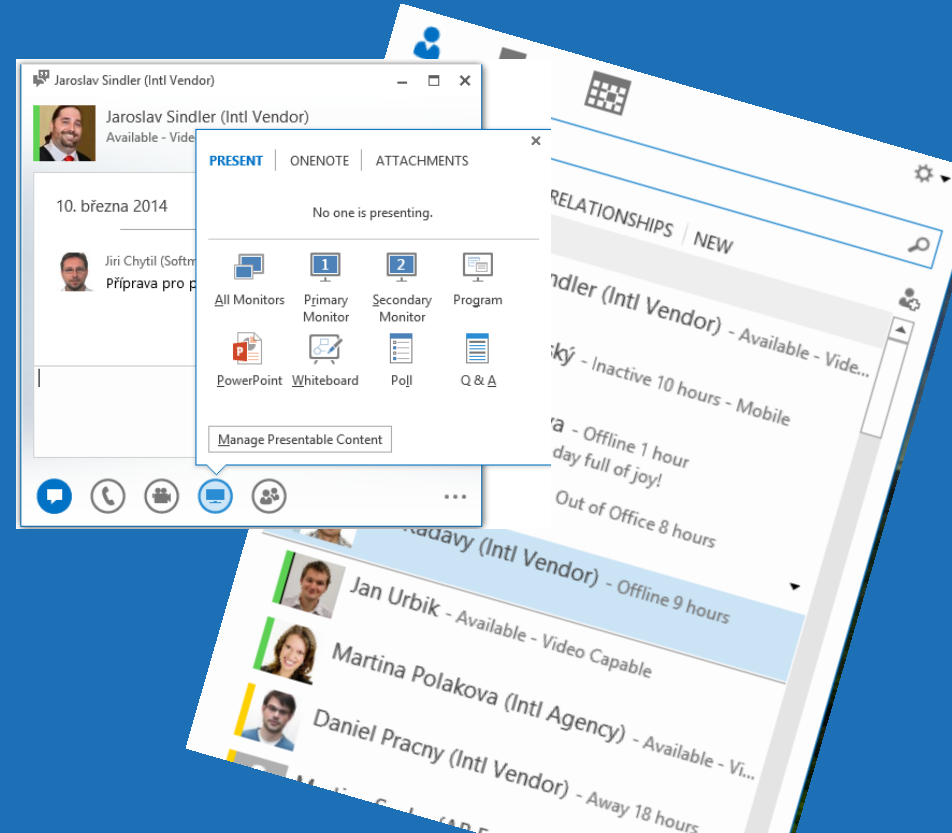 Jaroslav Sindler (Intl Vendor)
Jaroslav Sindler (Intl Vendor)
Available - Vide
10. března 2014
Jiri Chytil (Softm
Příprava pro p
PRESENT ONENOTE ATTACHMENTS
No one is presenting.
1 2
All Monitors Primary Monitor Secondary Monitor Program
PowerPoint Whiteboard Poll Q & A
Manage Presentable Content
RELATIONSHIPS NEW
ndler (Intl Vendor) - Available - Vide...
ský - Inactive 10 hours - Mobile
va - Offline 1 hour
day full of joy!
Out of Office 8 hours
Kadavy (Intl Vendor) - Offline 9 hours
Jan Urbik - Available - Video Capable
Martina Polakova (Intl Agency) - Available - Vi...
Daniel Pracny (Intl Vendor) - Away 18 hours